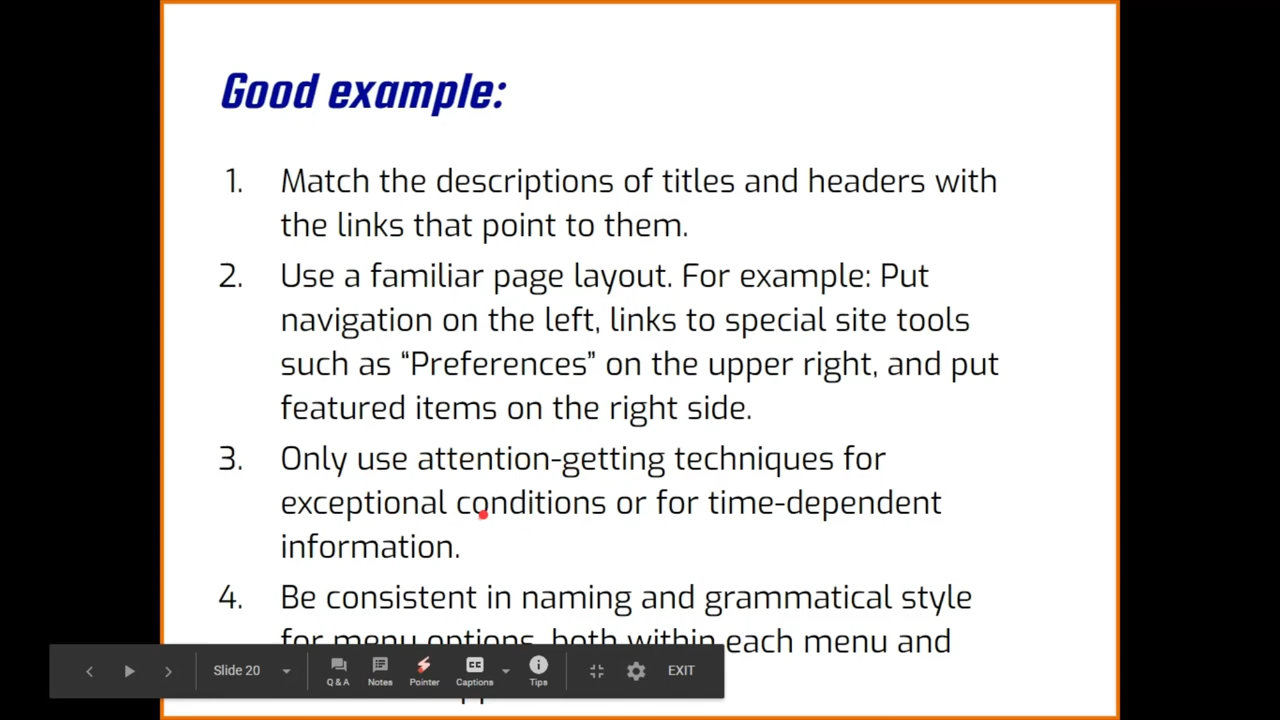 Good example:
1. Match the descriptions of titles and headers with
the links that point to them.
2. Use a familiar page layout. For example: Put
navigation on the left, links to special site tools
such as “Preferences” on the upper right, and put
featured items on the right side.
3. Only use attention-getting techniques for
exceptional conditions or for time-dependent
information.
4. Be consistent in naming and grammatical style
for menu options, both within each menu and
Slide 20
Q & A
Notes
Pointer
CC
Captions
Tips
EXIT